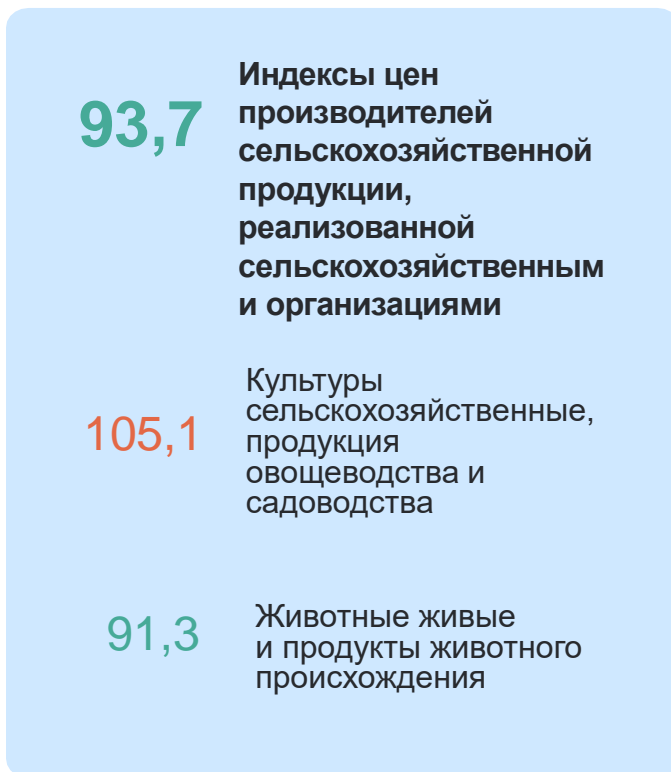 93,7
Индексы цен
производителей
сельскохозяйственной
продукции,
реализованной
сельскохозяйственным
и организациями
105,1
Культуры
сельскохозяйственные,
продукция
овощеводства и
садоводства
91,3
Животные живые
и продукты животного
происхождения